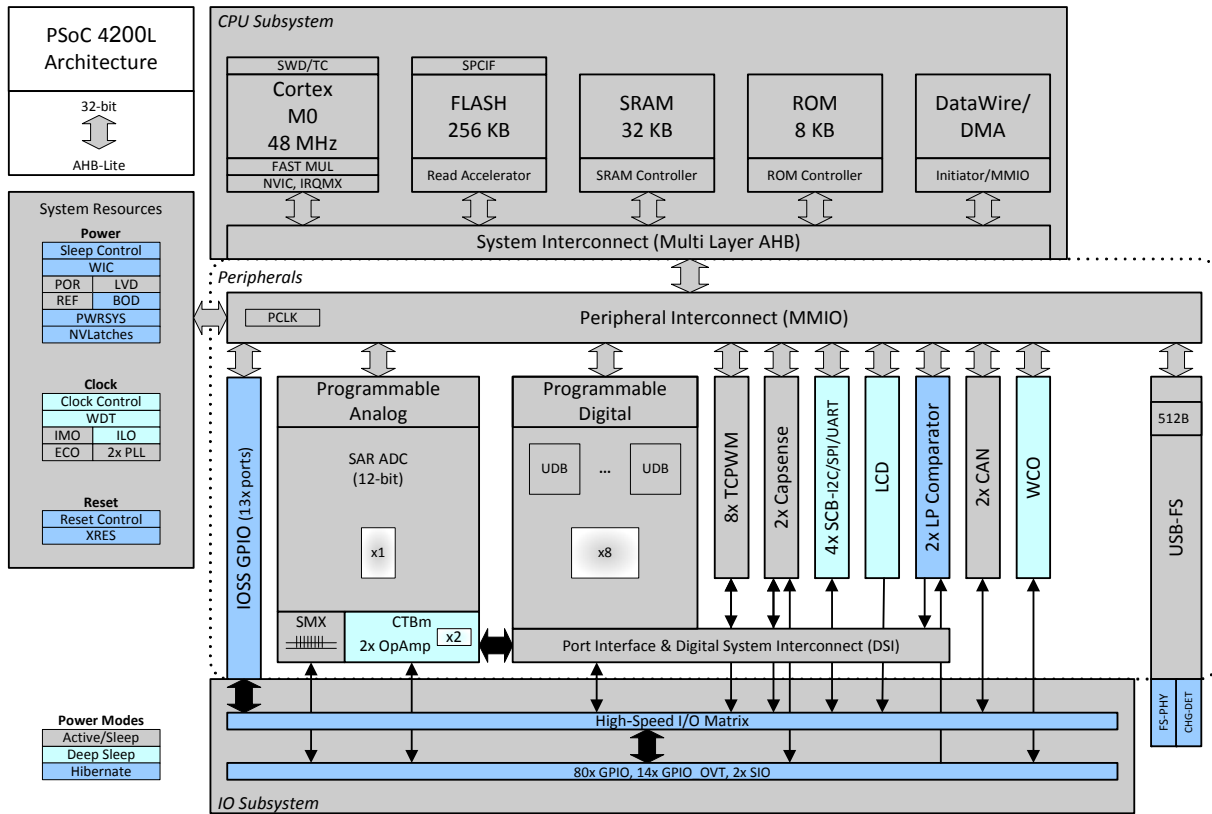 PSoC 4200L
Architecture
32-bit
AHB-Lite
CPU Subsystem
SWD/TC
Cortex
M0
48 MHz
FAST MUL
NVIC, IRQMX
SPCIF
FLASH
256 KB
Read Accelerator
SRAM
32 KB
SRAM Controller
ROM
8 KB
ROM Controller
DataWire/
DMA
Initiator/MMIO
System Interconnect (Multi Layer AHB)
System Resources
Power
Sleep Control
WIC
POR LVD
REF BOD
PWRSYS
NVLatches
Clock
Clock Control
WDT
IMO ILO
ECO 2x PLL
Reset
Reset Control
XRES
Peripherals
PCLK
Peripheral Interconnect (MMIO)
IOSS GPIO (13x ports)
Programmable
Analog
SAR ADC
(12-bit)
x1
SMX
CTBm
x2
2x OpAmp
Programmable
Digital
UDB ... UDB
x8
Port Interface & Digital System Interconnect (DSI)
8x TCPWM
2x Capsense
4x SCB-I2C/SPI/UART
LCD
2x LP Comparator
2x CAN
WCO
512B
USB-FS
FS-PHY
CHG-DET
Power Modes
Active/Sleep
Deep Sleep
Hibernate
High-Speed I/O Matrix
80x GPIO, 14x GPIO_OVT, 2x SIO
IO Subsystem